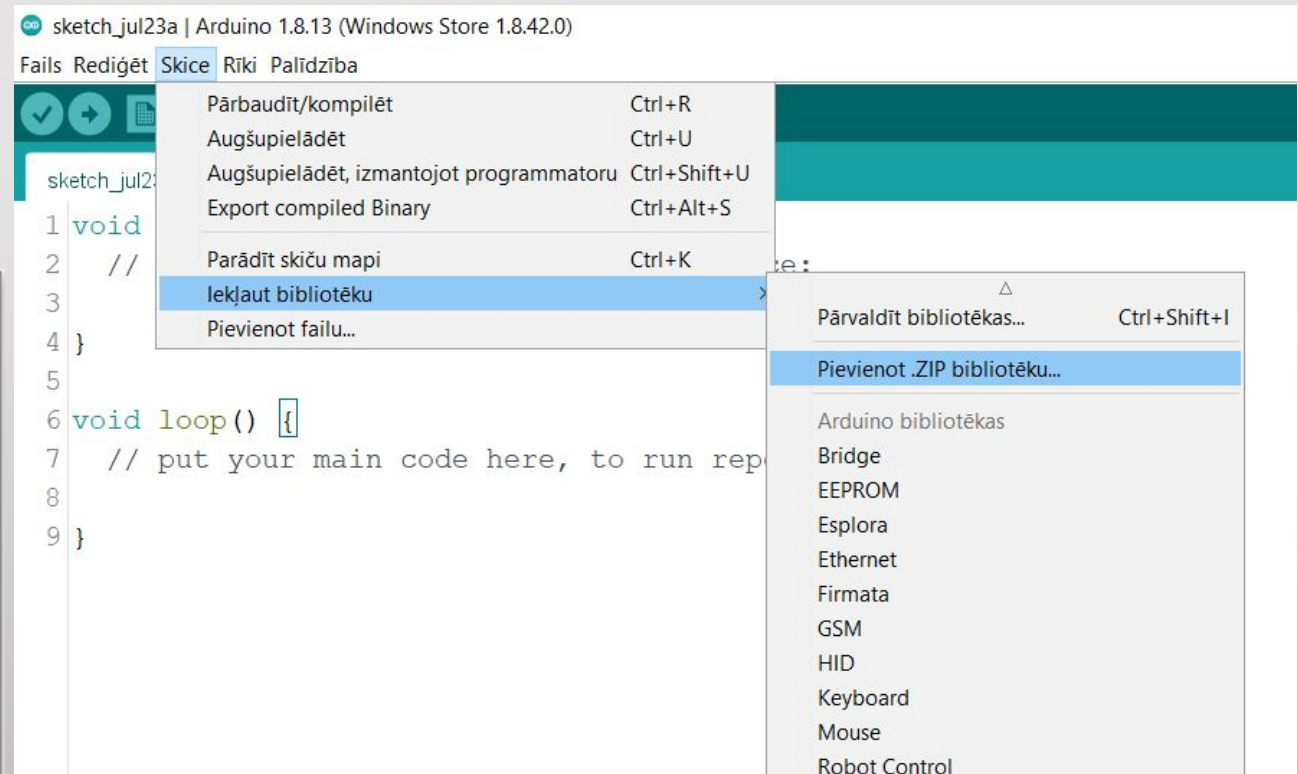 sketch_jul23a | Arduino 1.8.13 (Windows Store 1.8.42.0)
Fails Rediģēt Skice Rīki Palīdzība
Pārbaudīt/kompilēt Ctrl+R
Augšupielādēt Ctrl+U
Augšupielādēt, izmantojot programmatoru Ctrl+Shift+U
Export compiled Binary Ctrl+Alt+S
Parādīt skiču mapi Ctrl+K
Iekļaut bibliotēku
Pievienot failu...
Pārvaldīt bibliotēkas... Ctrl+Shift+I
Pievienot .ZIP bibliotēku...
Arduino bibliotēkas
Bridge
EEPROM
Esplora
Ethernet
Firmata
GSM
HID
Keyboard
Mouse
Robot Control
sketch_jul23
1 void
2 // e:
3
4 }
5
6 void loop() {
7 // put your main code here, to run rep
8
9 }